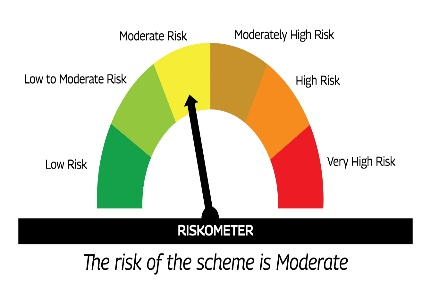 Moderate Risk
Moderately High Risk
Low to Moderate Risk
High Risk
Low Risk
Very High Risk
RISKOMETER
The risk of the scheme is Moderate